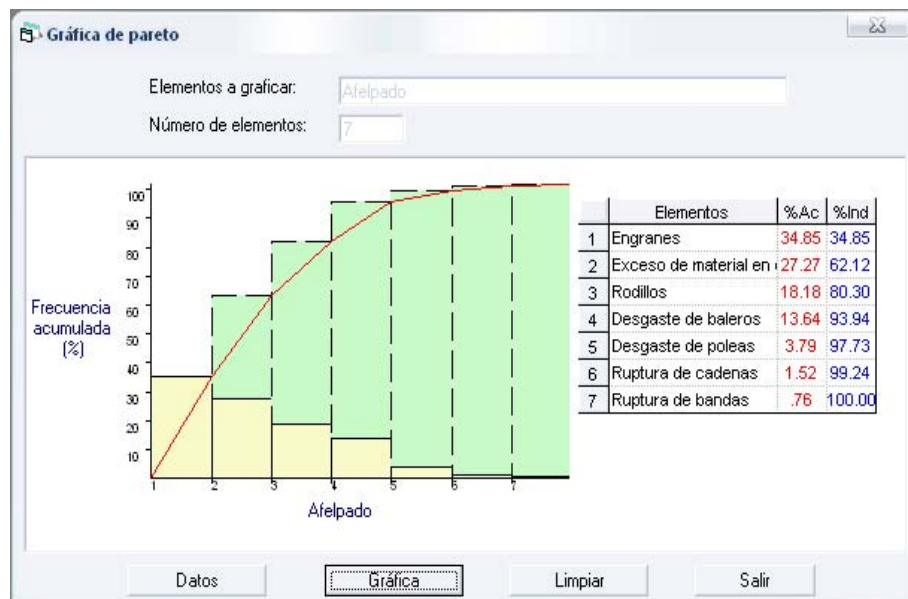 Gráfica de pareto
Elementos a graficar: Afelpado
Número de elementos: 7
100
90
80
70
60
50
40
30
20
10
Frecuencia
acumulada
(%)
1 2 3 4 5 6 7
Afelpado
Elementos %Ac %Ind
1 Engranes 34.85 34.85
2 Exceso de material en 27.27 62.12
3 Rodillos 18.18 80.30
4 Desgaste de baleros 13.64 93.94
5 Desgaste de poleas 3.79 97.73
6 Ruptura de cadenas 1.52 99.24
7 Ruptura de bandas .76 100.00
Datos Gráfica Limpiar Salir